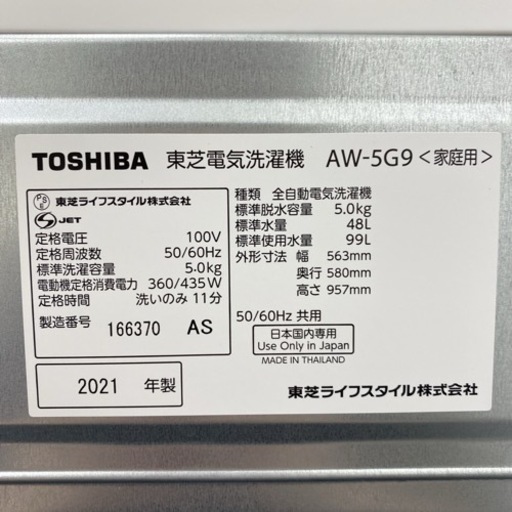 TOSHIBA 東芝電気洗濯機 AW-5G9<家庭用>
PS E 東芝ライフスタイル株式会社
S JET
定格電圧 100V
定格周波数 50/60Hz
標準洗濯容量 5.0kg
電動機定格消費電力 360/435W
定格時間 洗いのみ 11分
製造番号 166370 AS
2021 年製
種類 全自動電気洗濯機
標準脱水容量 5.0kg
標準水量 48L
標準使用水量 99L
外形寸法 幅 563mm
奥行 580mm
高さ 957mm
50/60Hz 共用
日本国内専用
Use Only in Japan
MADE IN THAILAND
東芝ライフスタイル株式会社